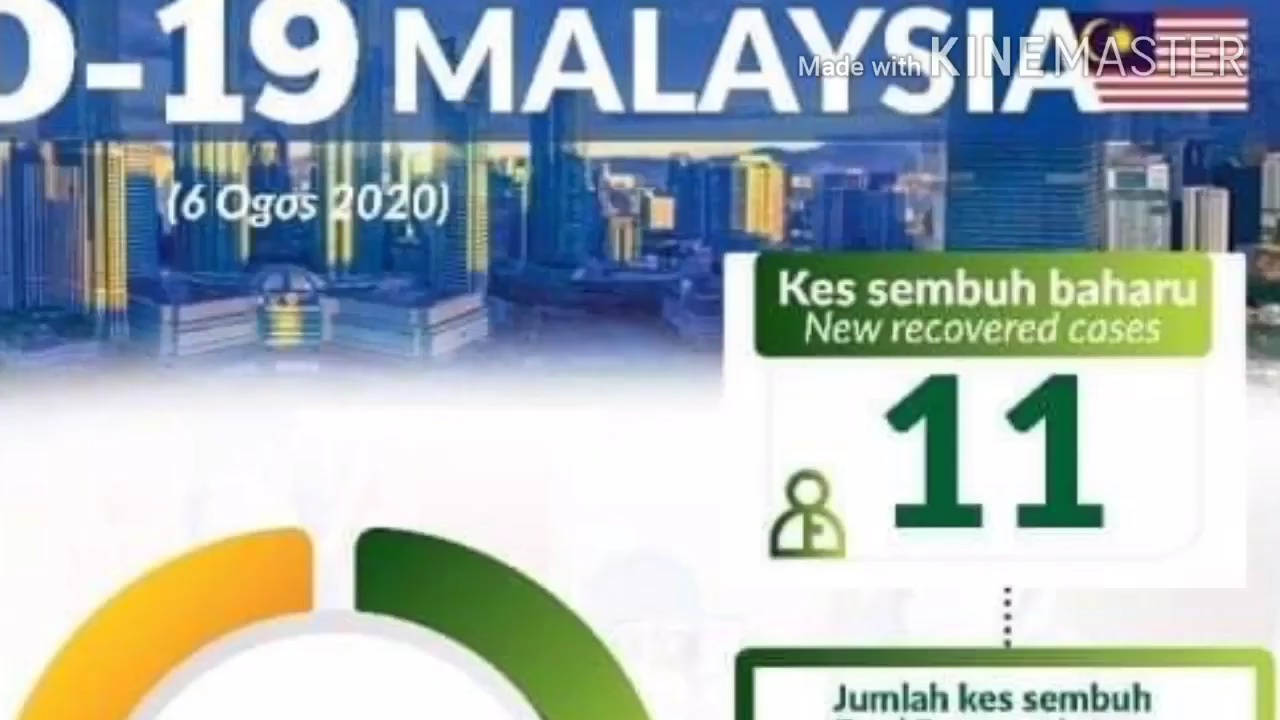 D-19 MALAYSIA
Made with KINEMASTER
(6 Ogos 2020)
Kes sembuh baharu
New recovered cases
11
Jumlah kes sembuh